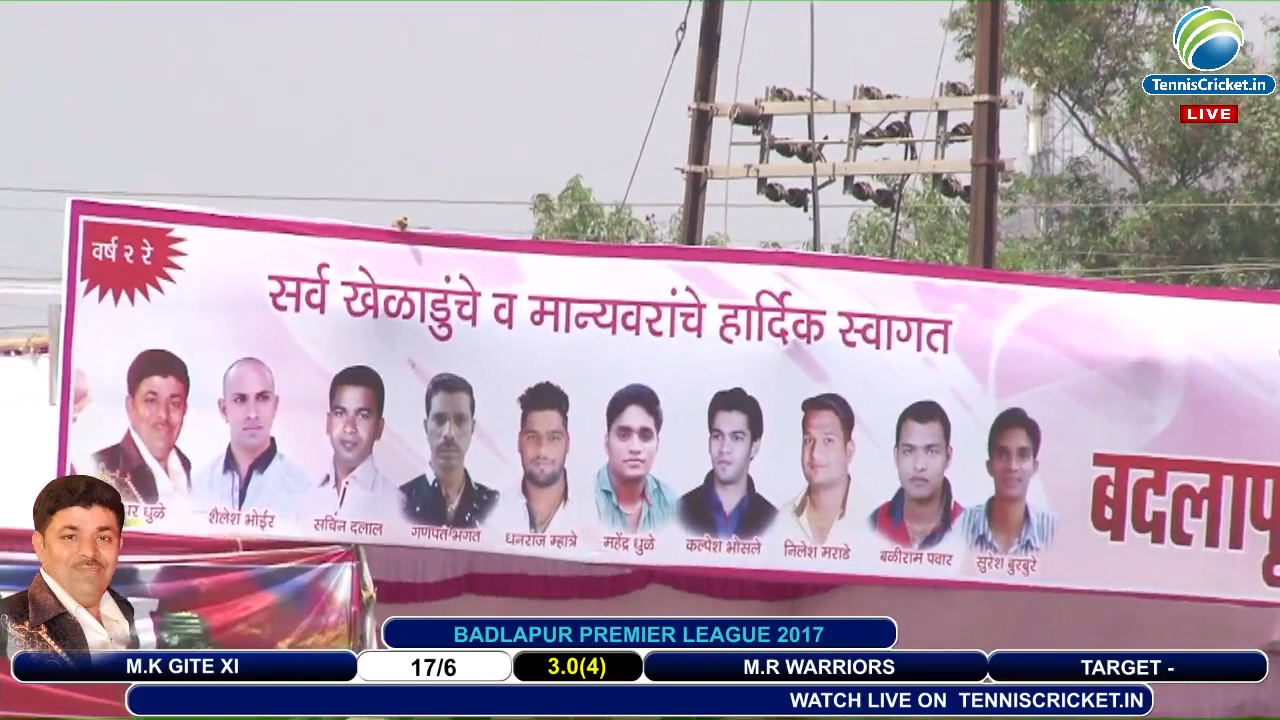 TennisCricket.in
LIVE
वर्ष २ रे
सर्व खेळाडुंचे व मान्यवरांचे हार्दिक स्वागत
धुळे
शैलेश भोईर
सचिन दलाल
गणपत भगत
धनराज म्हात्रे
महेंद्र धुळे
कल्पेश भोसले
निलेश मराडे
बळीराम पवार
सुरेश बुरबुरे
BADLAPUR PREMIER LEAGUE 2017
M.K GITE XI 17/6 3.0(4) M.R WARRIORS TARGET -
WATCH LIVE ON TENNISCRICKET.IN